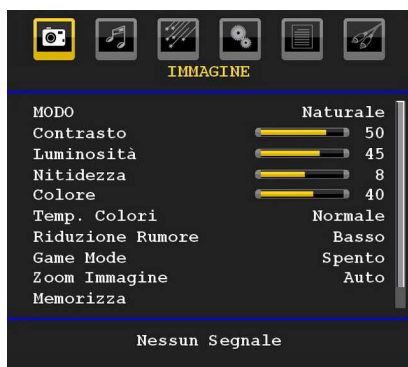 IMMAGINE
MODO Naturale
Contrasto 50
Luminosità 45
Nitidezza 8
Colore 40
Temp. Colori Normale
Riduzione Rumore Basso
Game Mode Spento
Zoom Immagine Auto
Memorizza
Nessun Segnale